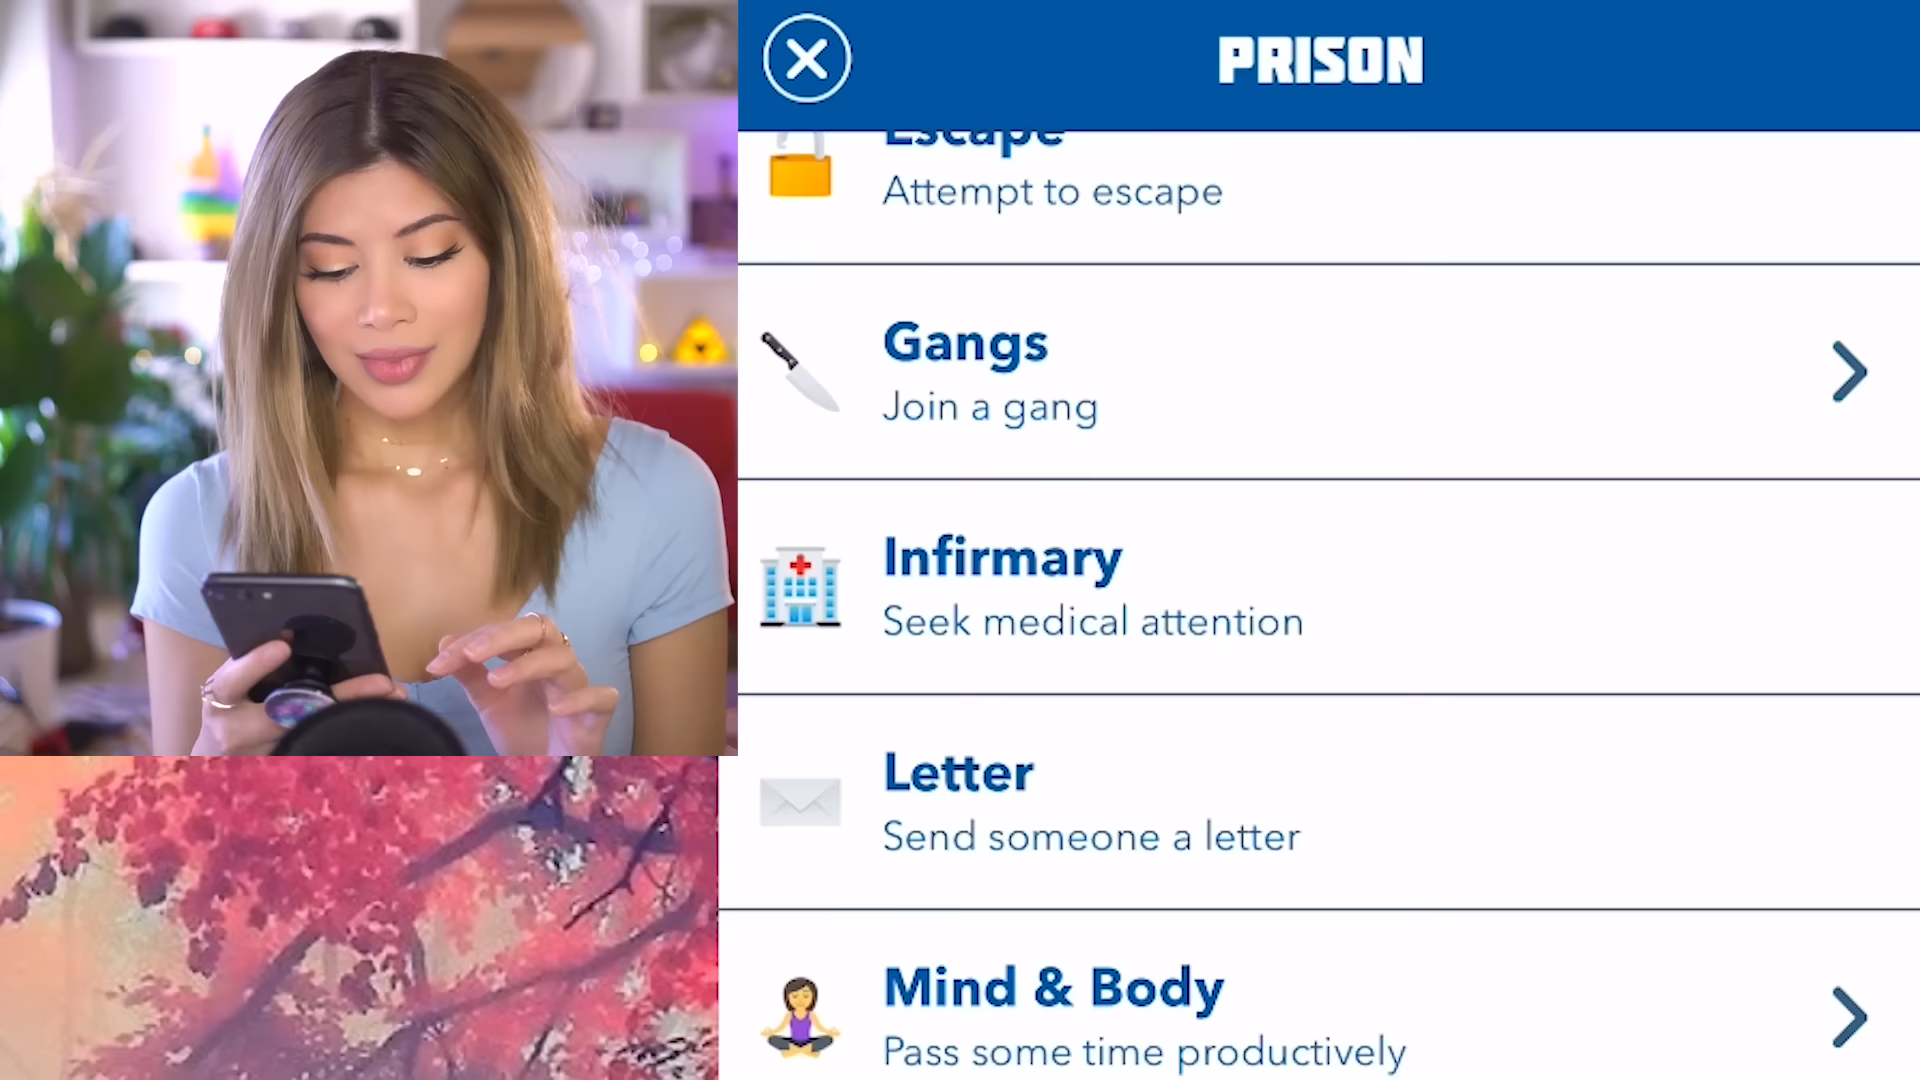 PRISON
Escape
Attempt to escape
Gangs
Join a gang
Infirmary
Seek medical attention
Letter
Send someone a letter
Mind & Body
Pass some time productively